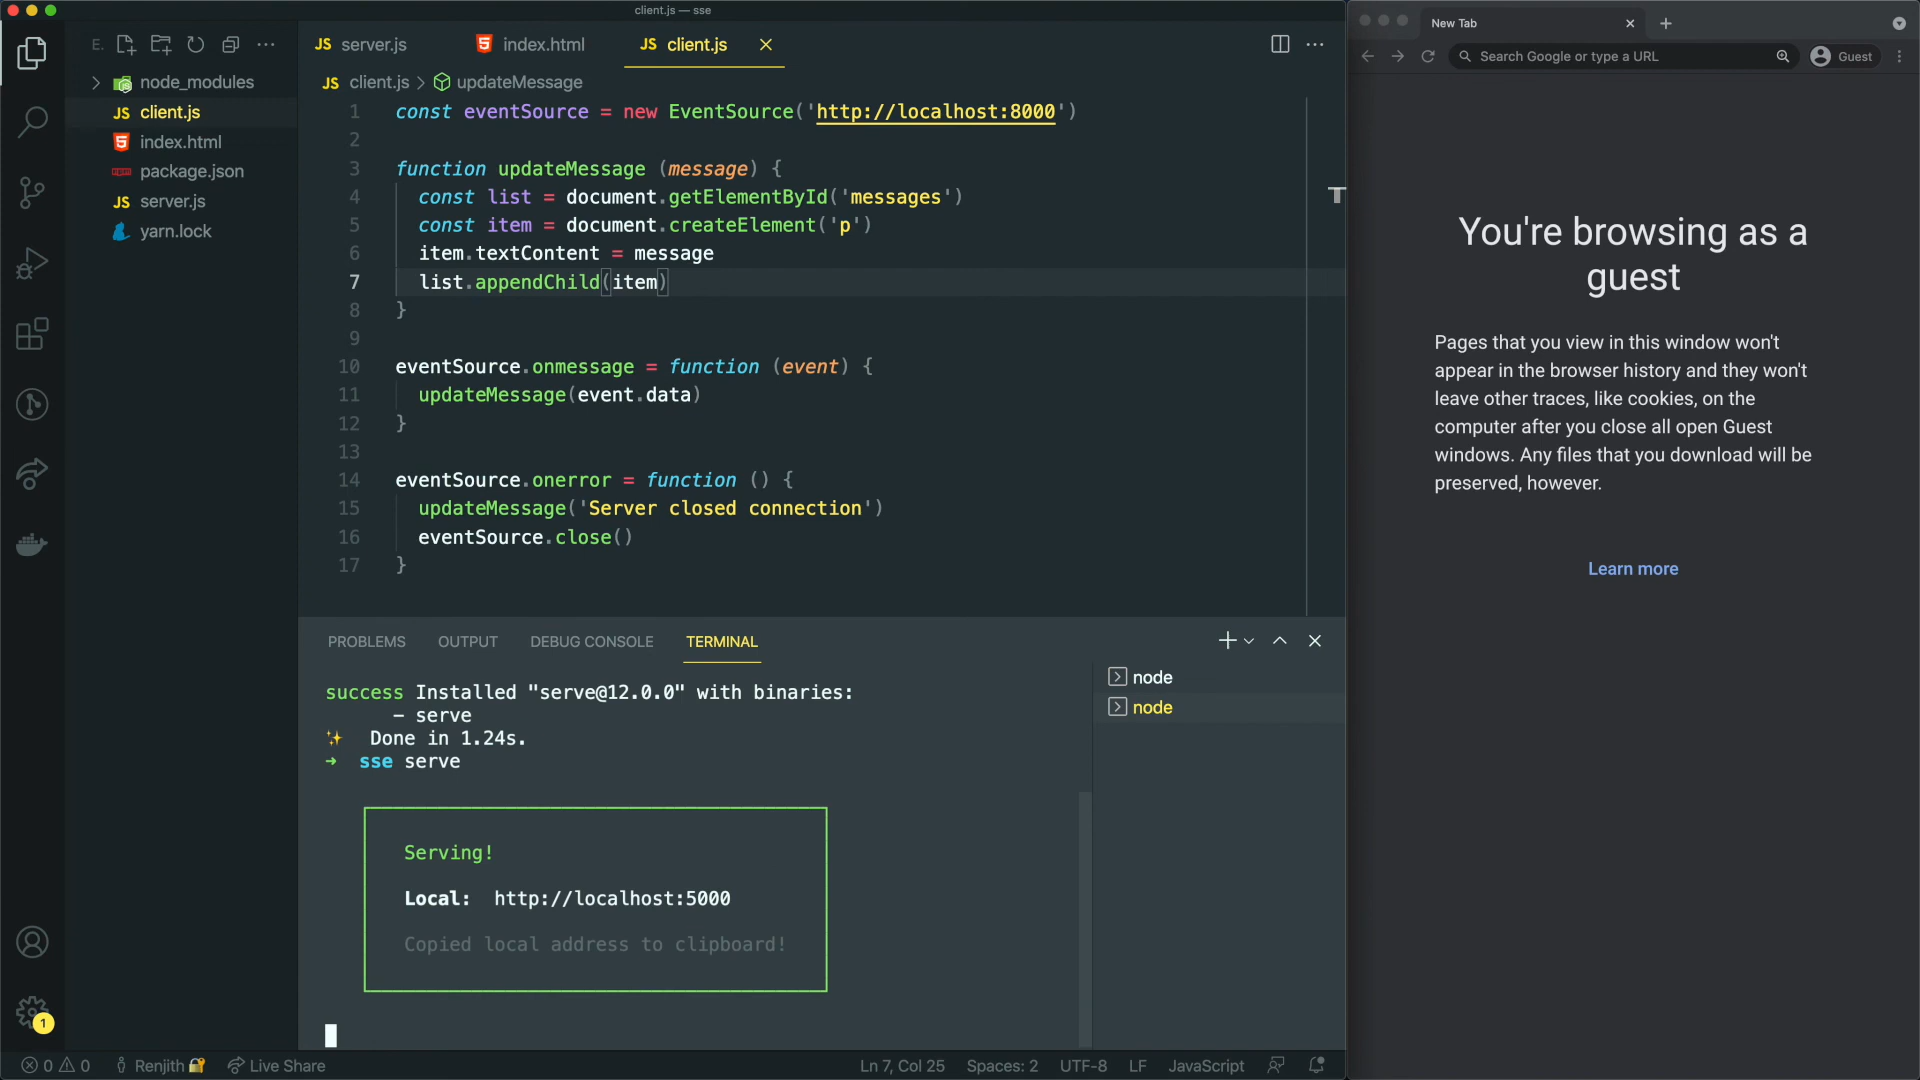 client.js — sse
E.
node_modules
client.js
index.html
package.json
server.js
yarn.lock
JS server.js
index.html
JS client.js
JS client.js > updateMessage
1 const eventSource = new EventSource('http://localhost:8000')
2
3 function updateMessage (message) {
4 const list = document.getElementById('messages')
5 const item = document.createElement('p')
6 item.textContent = message
7 list.appendChild(item)
8 }
9
10 eventSource.onmessage = function (event) {
11 updateMessage(event.data)
12 }
13
14 eventSource.onerror = function () {
15 updateMessage('Server closed connection')
16 eventSource.close()
17 }
PROBLEMS OUTPUT DEBUG CONSOLE TERMINAL
success Installed "serve@12.0.0" with binaries:
– serve
✨ Done in 1.24s.
➜ sse serve
Serving!
Local: http://localhost:5000
Copied local address to clipboard!
node
node
1
0 0 Renjith🔐 Live Share
Ln 7, Col 25 Spaces: 2 UTF-8 LF JavaScript
New Tab
Search Google or type a URL
Guest
You're browsing as a
guest
Pages that you view in this window won't
appear in the browser history and they won't
leave other traces, like cookies, on the
computer after you close all open Guest
windows. Any files that you download will be
preserved, however.
Learn more